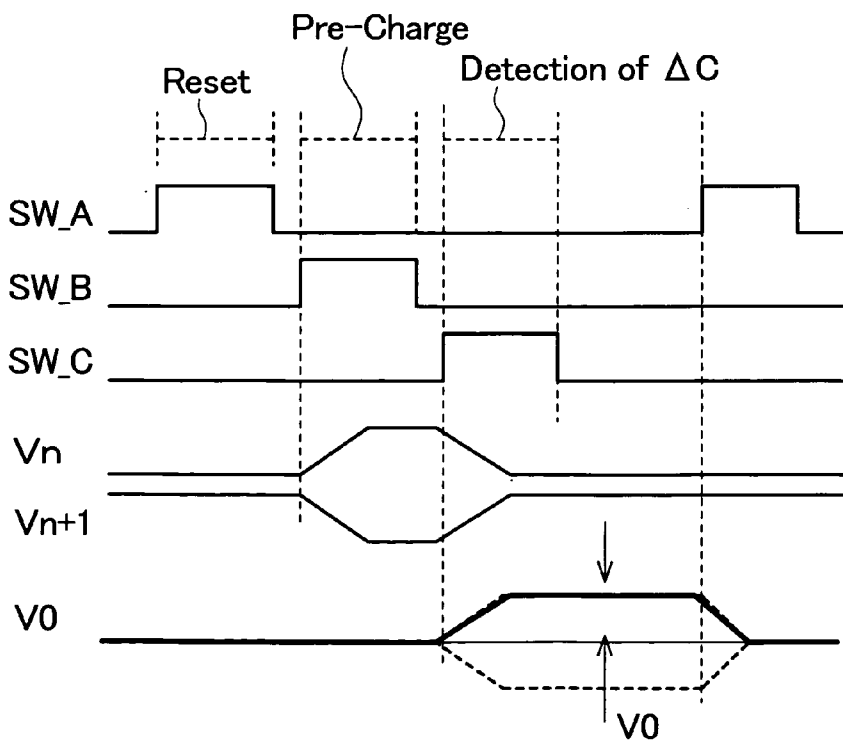 Pre-Charge
Reset
Detection of ΔC
SW_A
SW_B
SW_C
Vn
Vn+1
V0
V0